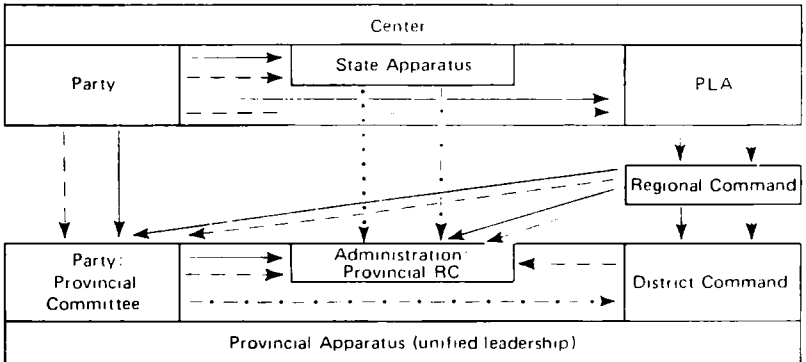 Center
State Apparatus
Party
PLA
Regional Command
Party:
Provincial
Committee
Administration:
Provincial RC
District Command
Provincial Apparatus (unified leadership)